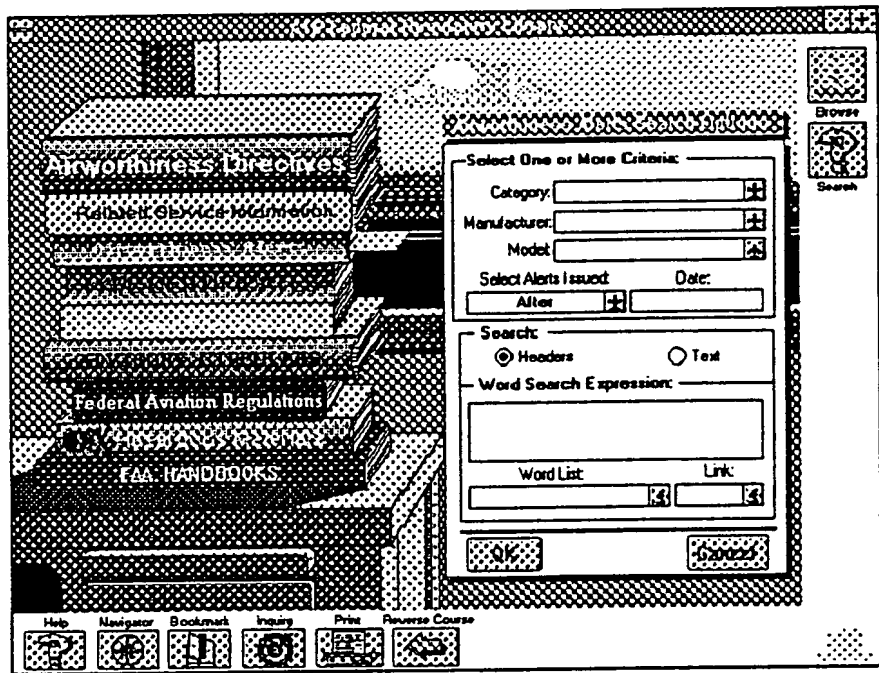 Browse
Airworthiness Directives
Select One or More Criteria:
Search
Category:
Manufacturer:
Model:
Select Alerts Issued:
Date:
After
Search:
Headers
Text
Federal Aviation Regulations
Word Search Expression:
FAA HANDBOOKS
Word List:
Link:
OK
Cancel
Help
Navigator
Bookmark
Inquire
Print
Reverse Course